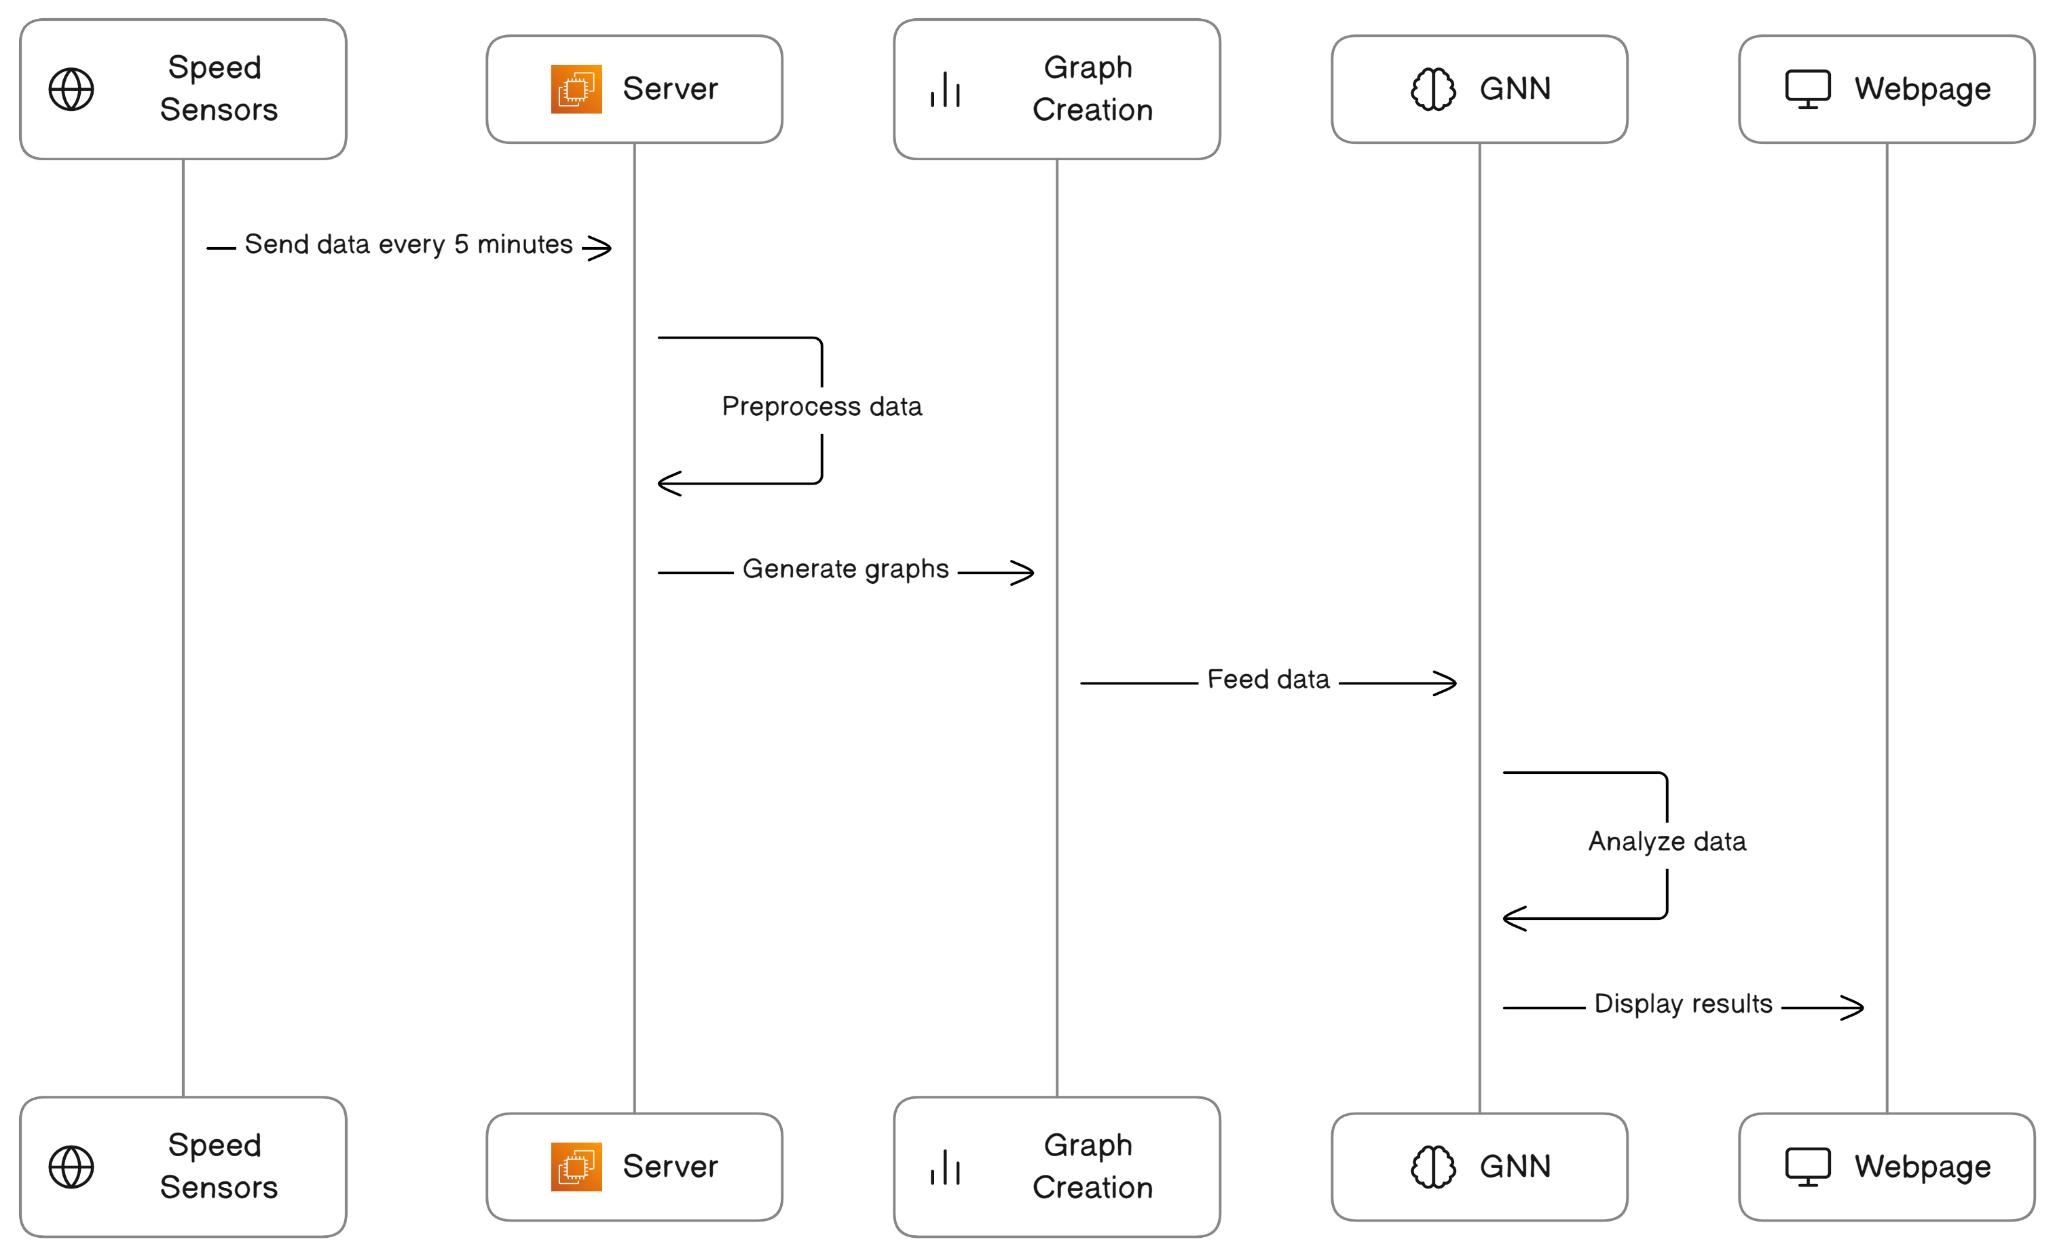 Speed
Sensors
Server
Graph
Creation
GNN
Webpage
Send data every 5 minutes
Preprocess data
Generate graphs
Feed data
Analyze data
Display results
Speed
Sensors
Server
Graph
Creation
GNN
Webpage